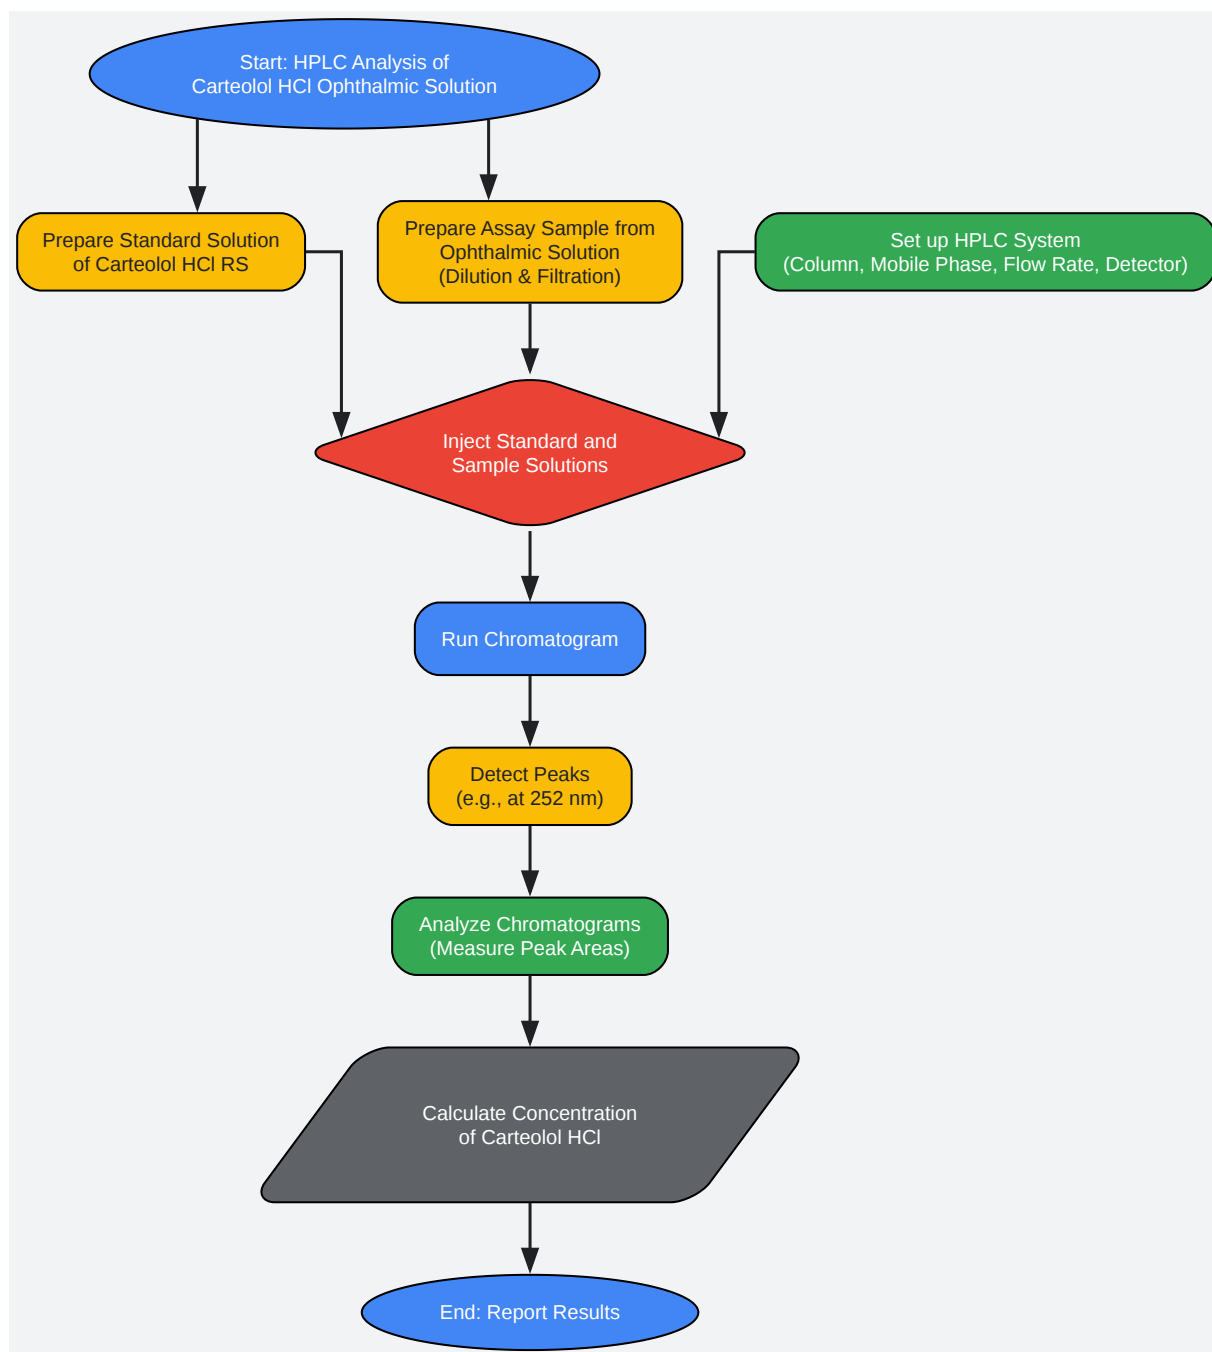 Start: HPLC Analysis of
Carteolol HCl Ophthalmic Solution
Prepare Standard Solution
of Carteolol HCl RS
Prepare Assay Sample from
Ophthalmic Solution
(Dilution & Filtration)
Set up HPLC System
(Column, Mobile Phase, Flow Rate, Detector)
Inject Standard and
Sample Solutions
Run Chromatogram
Detect Peaks
(e.g., at 252 nm)
Analyze Chromatograms
(Measure Peak Areas)
Calculate Concentration
of Carteolol HCl
End: Report Results